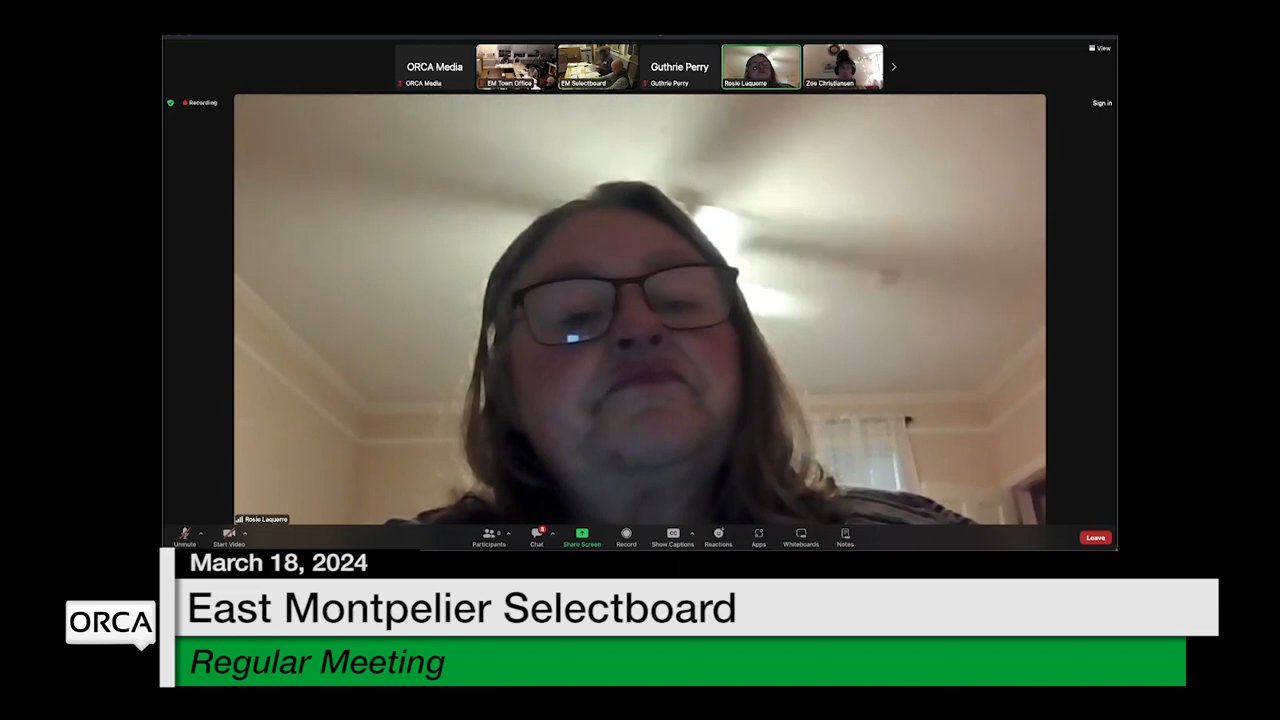 View
ORCA Media
ORCA Media
EM Town Office
EM Selectboard
Guthrie Perry
Guthrie Perry
Rosie Laquerre
Zoe Christiansen
Recording
Sign in
Rosie Laquerre
Unmute
Start Video
Participants
Chat
Share Screen
Record
Show Captions
Reactions
Apps
Whiteboards
Notes
Leave
March 18, 2024
ORCA
East Montpelier Selectboard
Regular Meeting